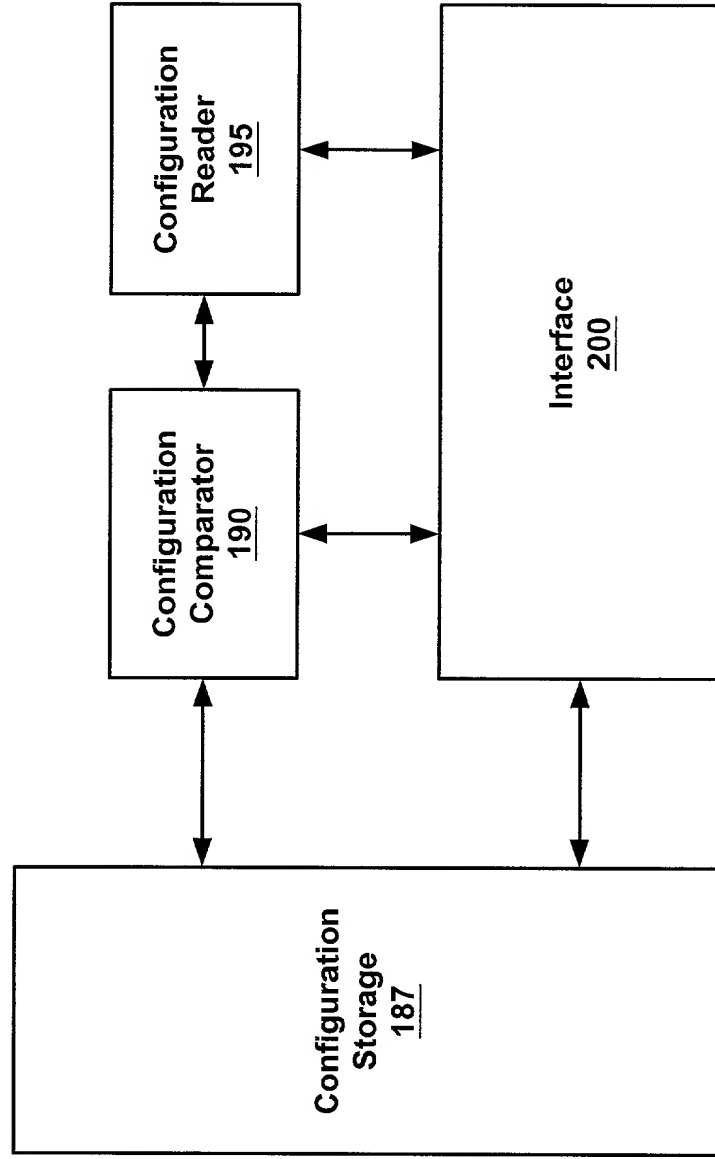 Configuration
Reader
195
Configuration
Comparator
190
Interface
200
Configuration
Storage
187